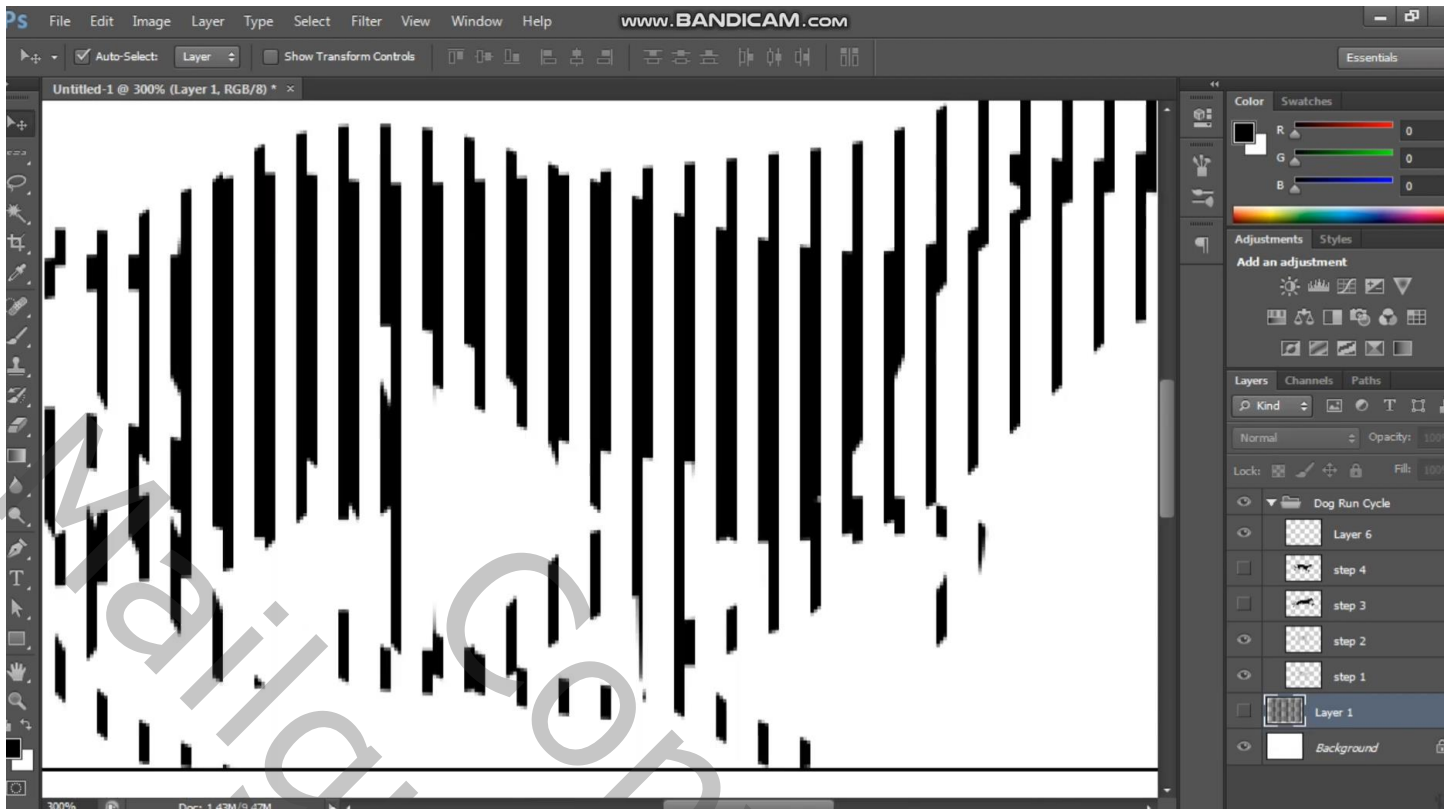 Ps File Edit Image Layer Type Select Filter View Window Help
www.BANDICAM.com
Auto-Select: Layer Show Transform Controls
Essentials
Untitled-1 @ 300% (Layer 1, RGB/8) * ×
Color Swatches
R 0
G 0
B 0
Adjustments Styles
Add an adjustment
Layers Channels Paths
Kind
Normal Opacity: 100%
Lock: Fill: 100%
Dog Run Cycle
Layer 6
step 4
step 3
step 2
step 1
Layer 1
Background
300% Doc: 1.43M/9.47M